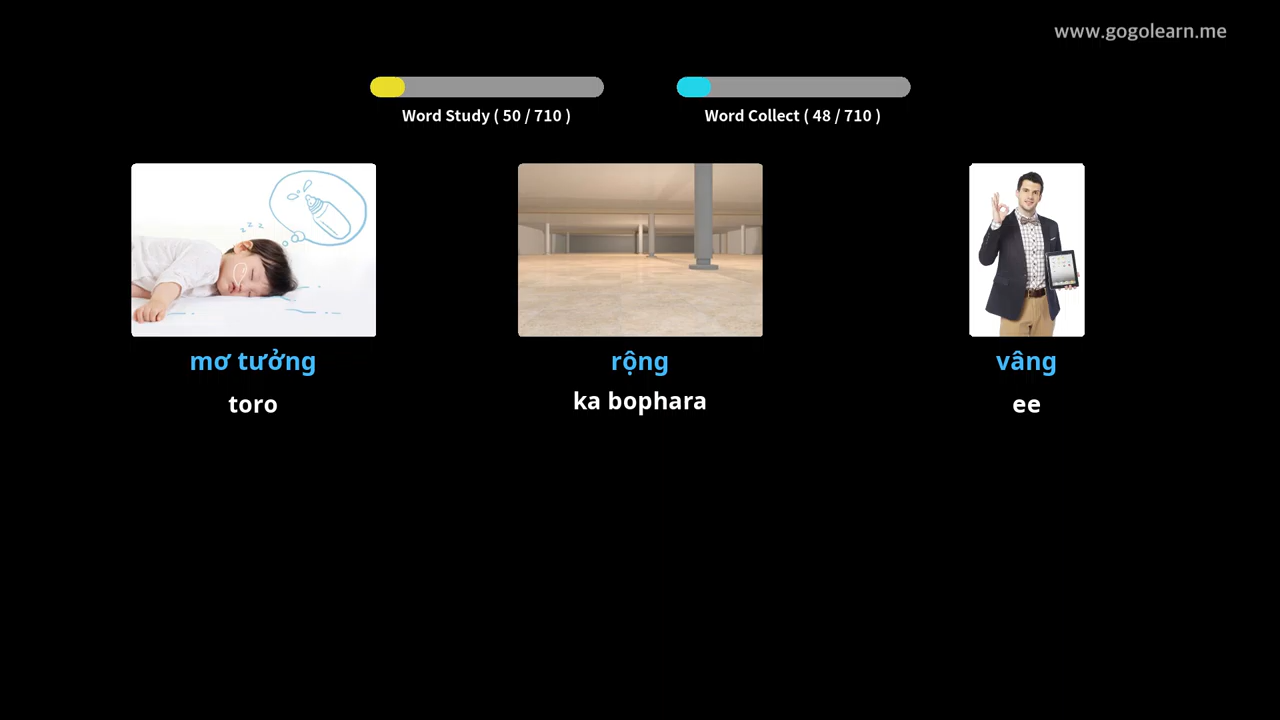 www.gogolearn.me
Word Study ( 50 / 710 )
Word Collect ( 48 / 710 )
mơ tưởng
rộng
vâng
toro
ka bophara
ee